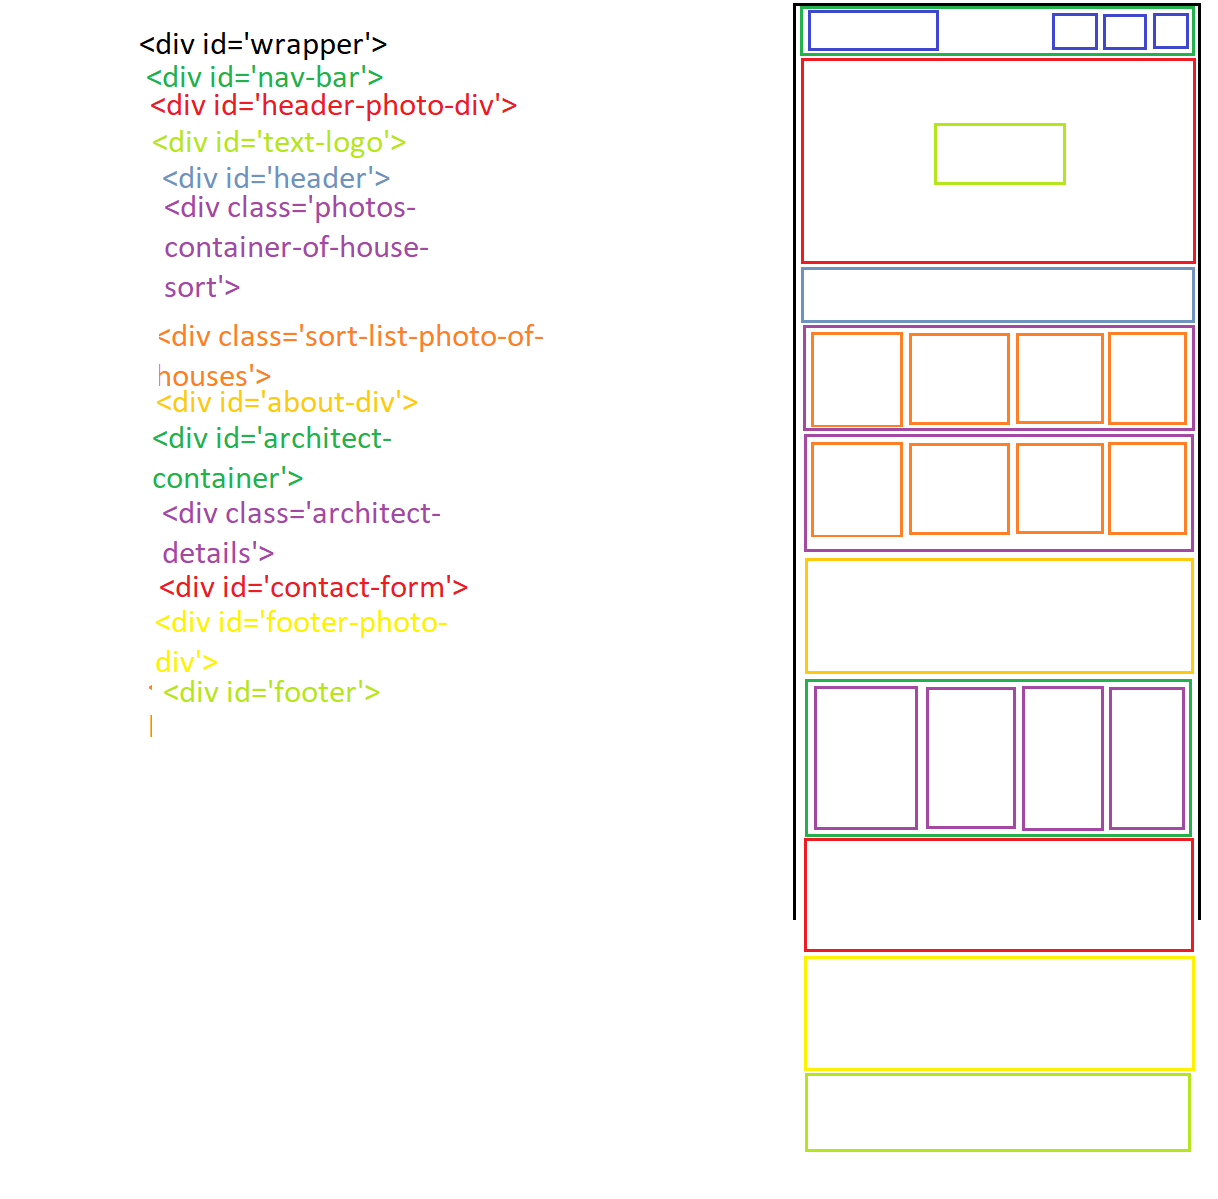 <div id='wrapper'>
<div id='nav-bar'>
<div id='header-photo-div'>
<div id='text-logo'>
<div id='header'>
<div class='photos-
container-of-house-
sort'>
<div class='sort-list-photo-of-
houses'>
<div id='about-div'>
<div id='architect-
container'>
<div class='architect-
details'>
<div id='contact-form'>
<div id='footer-photo-
div'>
<div id='footer'>